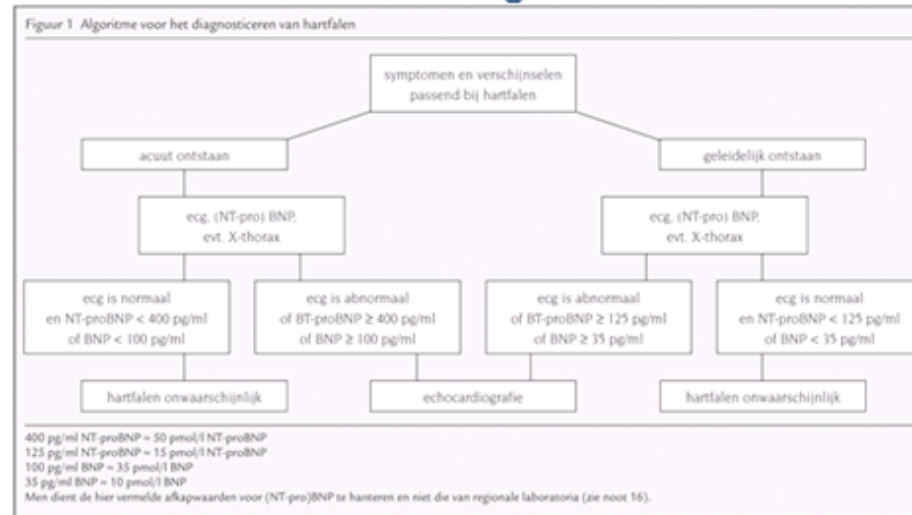 Figuur 1 Algoritme voor het diagnosticeren van hartfalen
symptomen en verschijnselen
passend bij hartfalen
acuut ontstaan
geleidelijk ontstaan
ecg, (NT-pro) BNP,
evt. X-thorax
ecg, (NT-pro) BNP,
evt. X-thorax
ecg is normaal
en NT-proBNP < 400 pg/ml
of BNP < 100 pg/ml
ecg is abnormaal
of BT-proBNP ≥ 400 pg/ml
of BNP ≥ 100 pg/ml
ecg is abnormaal
of BT-proBNP ≥ 125 pg/ml
of BNP ≥ 35 pg/ml
ecg is normaal
en NT-proBNP < 125 pg/ml
of BNP < 35 pg/ml
hartfalen onwaarschijnlijk
echocardiografie
hartfalen onwaarschijnlijk
400 pg/ml NT-proBNP = 50 pmol/l NT-proBNP
125 pg/ml NT-proBNP = 15 pmol/l NT-proBNP
100 pg/ml BNP = 35 pmol/l BNP
35 pg/ml BNP = 10 pmol/l BNP
Men dient de hier vermelde afkapwaarden voor (NT-pro)BNP te hanteren en niet die van regionale laboratoria (zie noot 16).